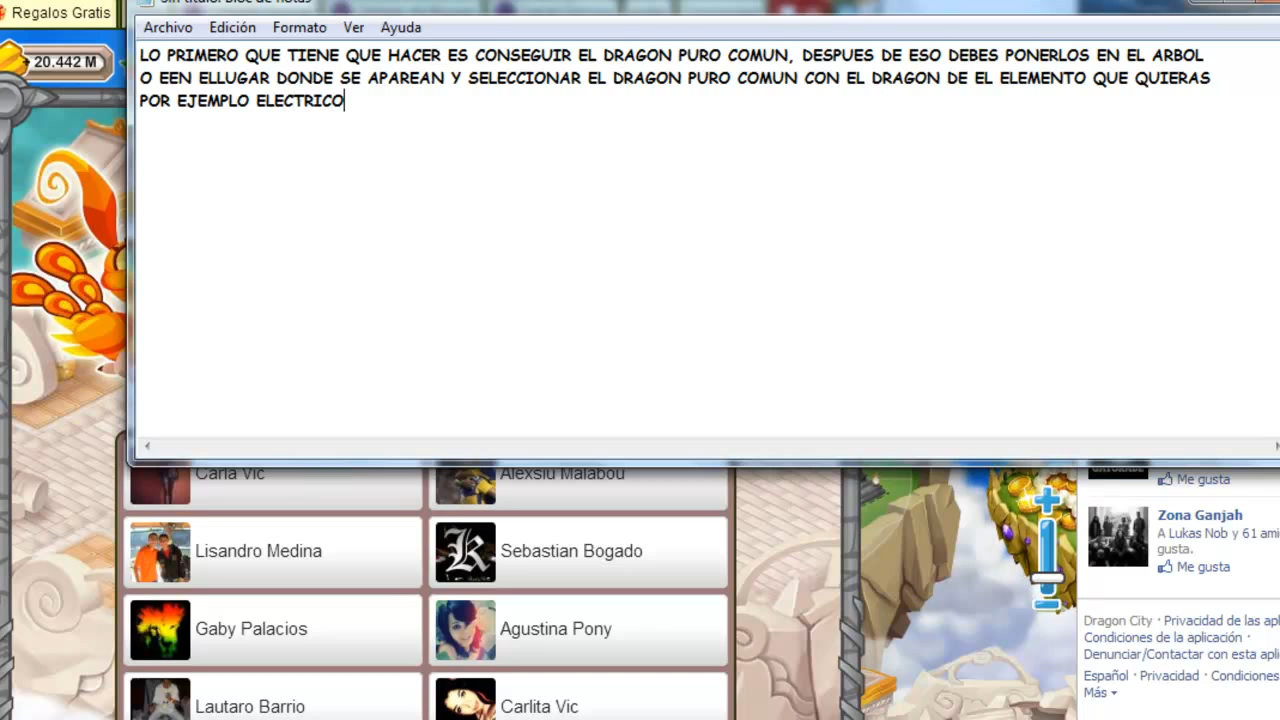 Regalos Gratis
20.442 M
Sin título: Bloc de notas
Archivo Edición Formato Ver Ayuda
LO PRIMERO QUE TIENE QUE HACER ES CONSEGUIR EL DRAGON PURO COMUN, DESPUES DE ESO DEBES PONERLOS EN EL ARBOL
O EEN ELLUGAR DONDE SE APAREAN Y SELECCIONAR EL DRAGON PURO COMUN CON EL DRAGON DE EL ELEMENTO QUE QUIERAS
POR EJEMPLO ELECTRICO
Carla Vic
Alexsiu Malabou
Lisandro Medina
Sebastian Bogado
Gaby Palacios
Agustina Pony
Lautaro Barrio
Carlita Vic
Me gusta
Zona Ganjah
A Lukas Nob y 61 ami
gusta.
Me gusta
Dragon City · Privacidad de las apl
Condiciones de la aplicación ·
Denunciar/Contactar con esta apli
Español · Privacidad · Condiciones
Más